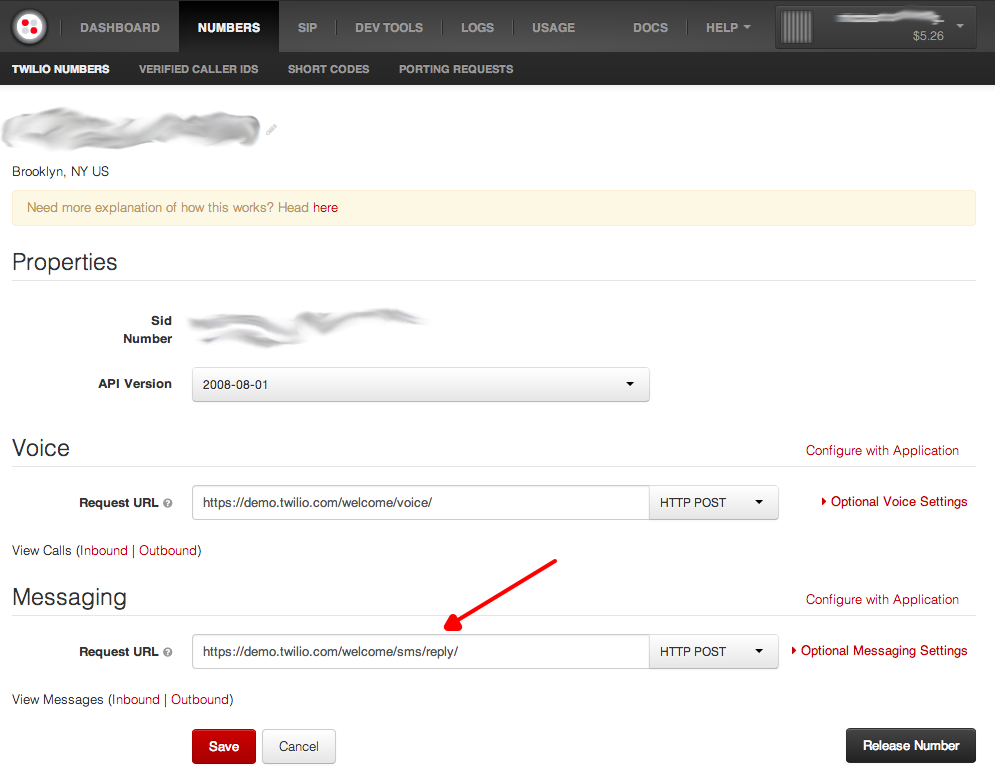 DASHBOARD NUMBERS SIP DEV TOOLS LOGS USAGE DOCS HELP
$5.26
TWILIO NUMBERS VERIFIED CALLER IDS SHORT CODES PORTING REQUESTS
Brooklyn, NY US
Need more explanation of how this works? Head here
Properties
Sid
Number
API Version 2008-08-01
Voice Configure with Application
Request URL ? https://demo.twilio.com/welcome/voice/ HTTP POST Optional Voice Settings
View Calls (Inbound | Outbound)
Messaging Configure with Application
Request URL ? https://demo.twilio.com/welcome/sms/reply/ HTTP POST Optional Messaging Settings
View Messages (Inbound | Outbound)
Save Cancel Release Number